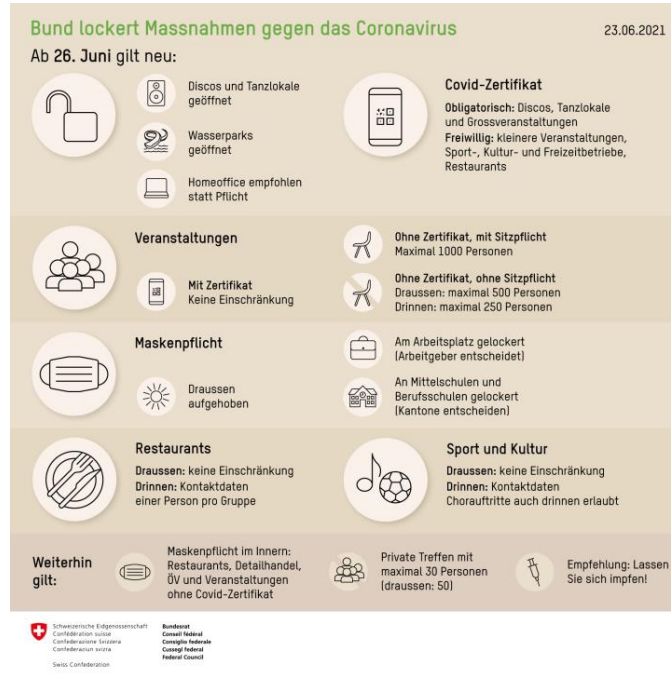 Bund lockert Massnahmen gegen das Coronavirus
23.06.2021
Ab 26. Juni gilt neu:
Discos und Tanzlokale
geöffnet
Wasserparks
geöffnet
Homeoffice empfohlen
statt Pflicht
Covid-Zertifikat
Obligatorisch: Discos, Tanzlokale
und Grossveranstaltungen
Freiwillig: kleinere Veranstaltungen,
Sport-, Kultur- und Freizeitbetriebe,
Restaurants
Veranstaltungen
Mit Zertifikat
Keine Einschränkung
Ohne Zertifikat, mit Sitzpflicht
Maximal 1000 Personen
Ohne Zertifikat, ohne Sitzpflicht
Draussen: maximal 500 Personen
Drinnen: maximal 250 Personen
Maskenpflicht
Draussen
aufgehoben
Am Arbeitsplatz gelockert
(Arbeitgeber entscheidet)
An Mittelschulen und
Berufsschulen gelockert
(Kantone entscheiden)
Restaurants
Draussen: keine Einschränkung
Drinnen: Kontaktdaten
einer Person pro Gruppe
Sport und Kultur
Draussen: keine Einschränkung
Drinnen: Kontaktdaten
Chorauftritte auch drinnen erlaubt
Weiterhin
gilt:
Maskenpflicht im Innern:
Restaurants, Detailhandel,
ÖV und Veranstaltungen
ohne Covid-Zertifikat
Private Treffen mit
maximal 30 Personen
(draussen: 50)
Empfehlung: Lassen
Sie sich impfen!
Schweizerische Eidgenossenschaft
Confédération suisse
Confederazione Svizzera
Confederaziun svizra
Swiss Confederation
Bundesrat
Conseil fédéral
Consiglio federale
Cussegl federal
Federal Council